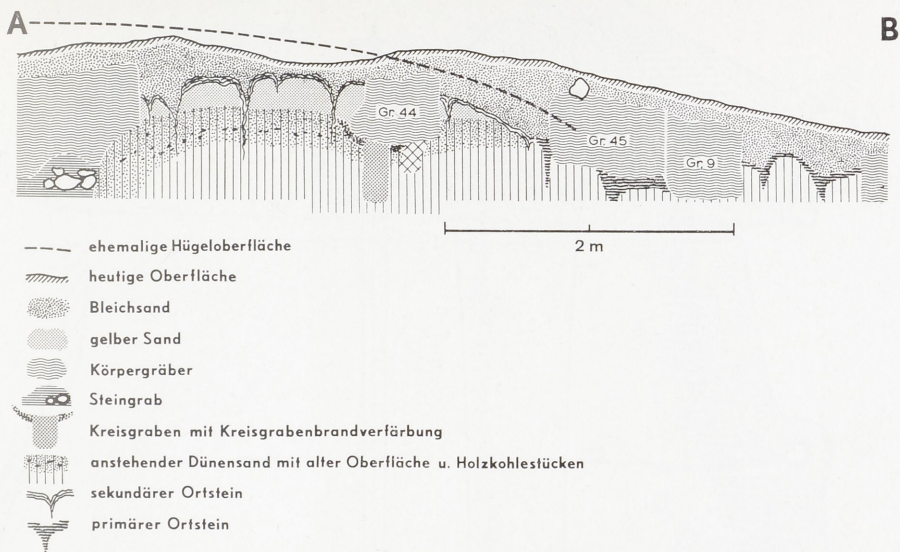 A B
Gr. 44
Gr. 45
Gr. 9
2 m
ehemalige Hügeloberfläche
heutige Oberfläche
Bleichsand
gelber Sand
Körpergräber
Steingrab
Kreisgraben mit Kreisgrabenbrandverfärbung
anstehender Dünensand mit alter Oberfläche u. Holzkohlestücken
sekundärer Ortstein
primärer Ortstein